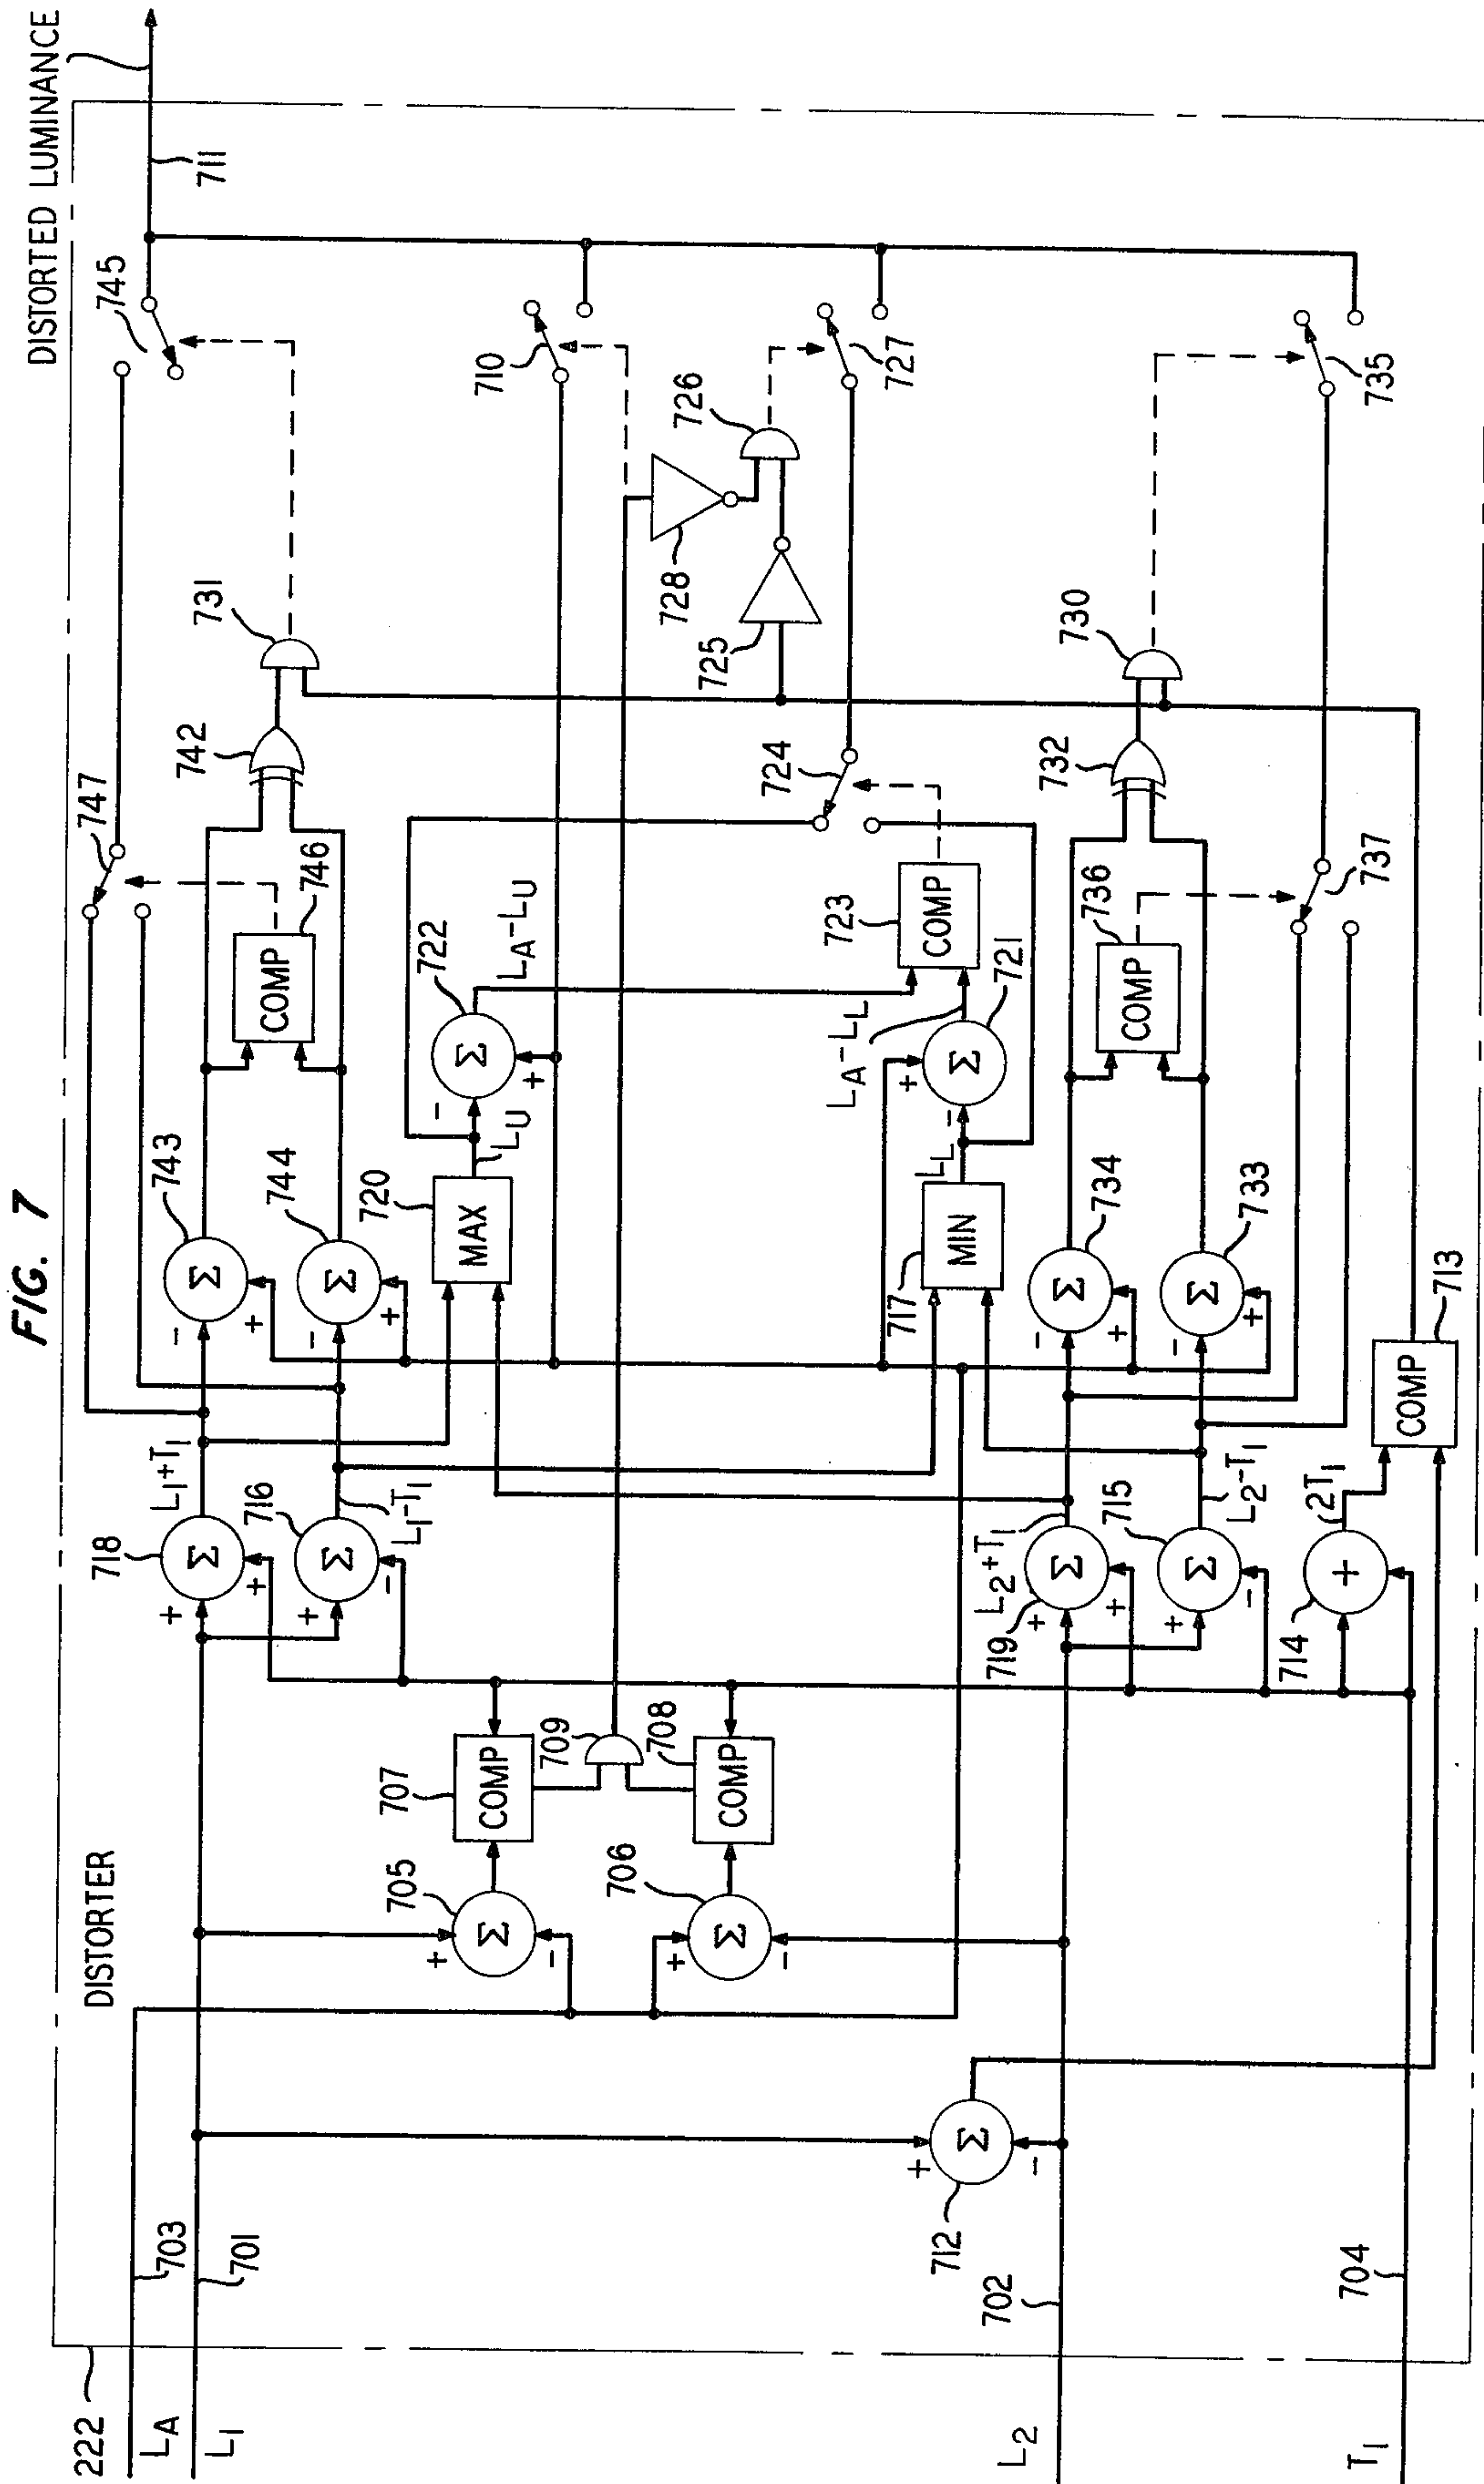 FIG. 7
DISTORTED LUMINANCE
711
745
747
742
731
746
COMP
743
Σ
744
Σ
718
Σ
L1+T1
716
Σ
L1-T1
710
728
726
727
725
724
722
Σ
LA-LU
LU
720
MAX
723
COMP
721
Σ
LA-LL
LL
717
MIN
730
732
735
736
COMP
737
734
Σ
733
Σ
713
COMP
L2+T1
719
Σ
715
Σ
L2-T1
714
+
2T1
DISTORTER
707
COMP
709
708
COMP
705
Σ
706
Σ
712
Σ
703
701
702
704
222
LA
L1
L2
T1
+
+
+
-
-
+
-
+
-
+
-
+
+
-
+
-
+
-
+
+
+
-
-
+
-
+
+
-